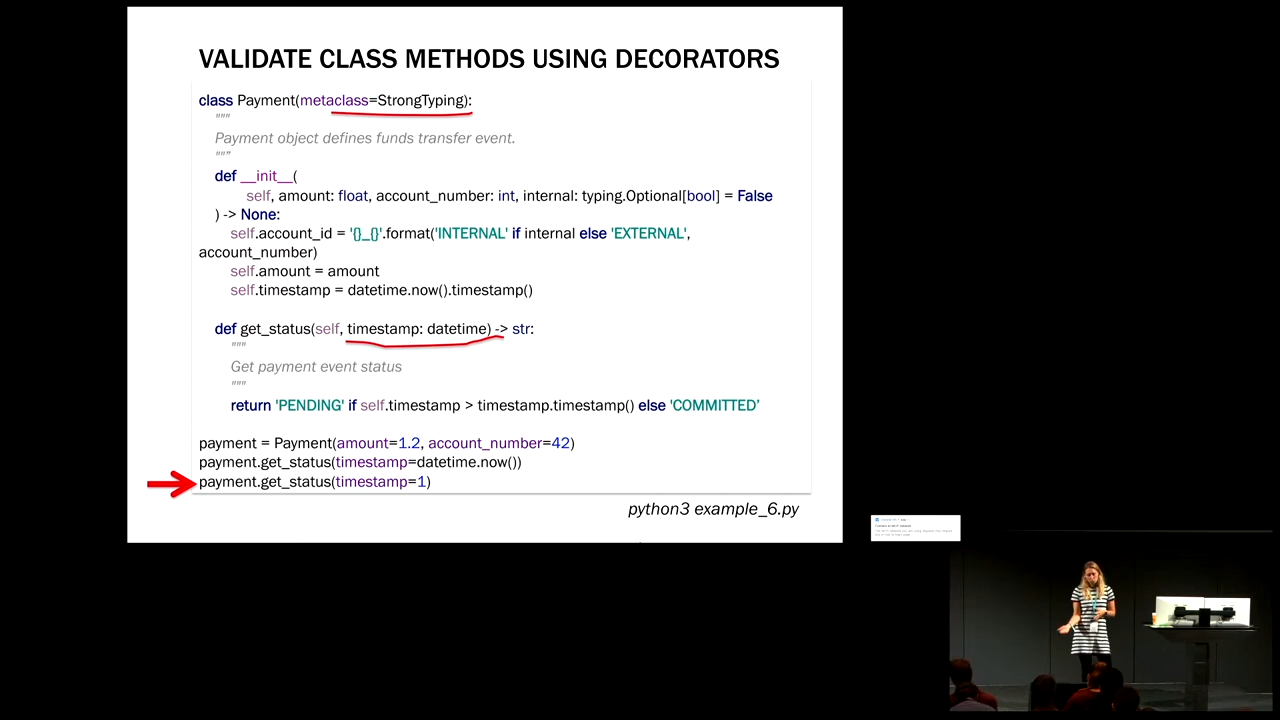 VALIDATE CLASS METHODS USING DECORATORS
class Payment(metaclass=StrongTyping):
"""
Payment object defines funds transfer event.
"""
def __init__(
self, amount: float, account_number: int, internal: typing.Optional[bool] = False
) -> None:
self.account_id = '{}_{}'.format('INTERNAL' if internal else 'EXTERNAL',
account_number)
self.amount = amount
self.timestamp = datetime.now().timestamp()
def get_status(self, timestamp: datetime) -> str:
"""
Get payment event status
"""
return 'PENDING' if self.timestamp > timestamp.timestamp() else 'COMMITTED’
payment = Payment(amount=1.2, account_number=42)
payment.get_status(timestamp=datetime.now())
payment.get_status(timestamp=1)
python3 example_6.py